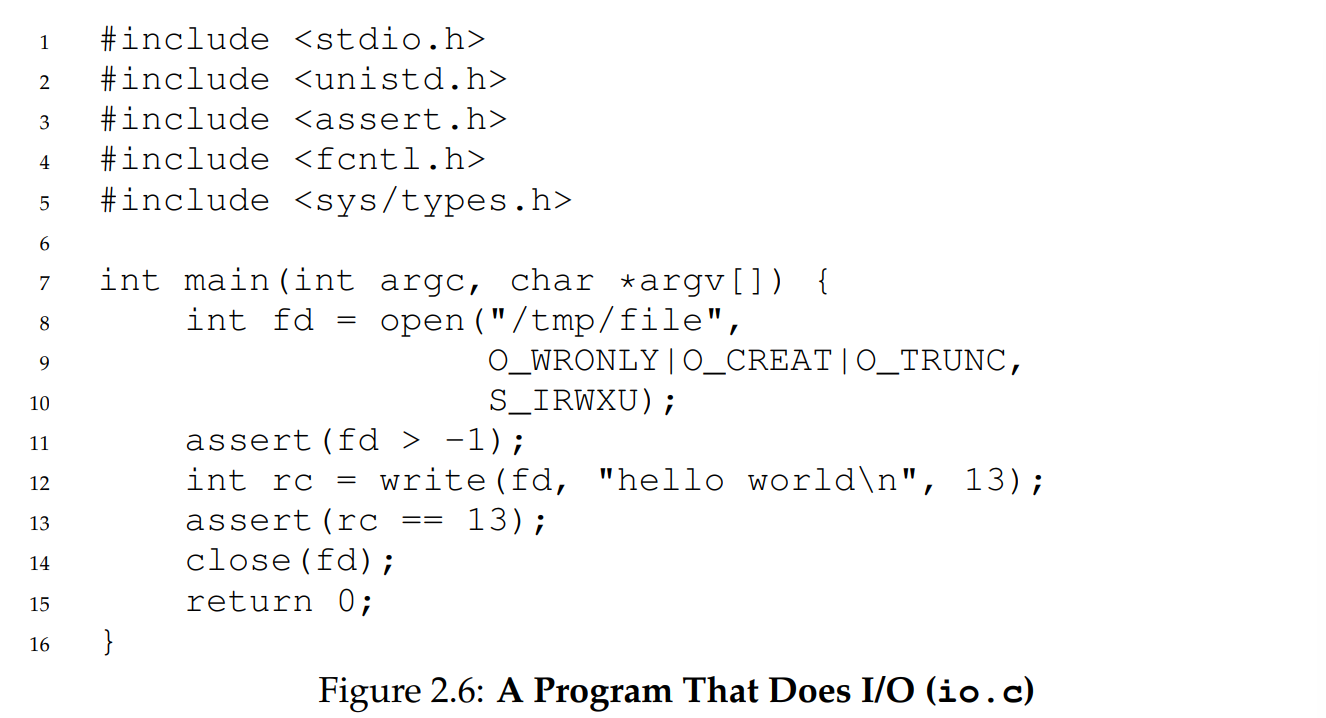 1 #include <stdio.h>
2 #include <unistd.h>
3 #include <assert.h>
4 #include <fcntl.h>
5 #include <sys/types.h>
6
7 int main(int argc, char *argv[]) {
8     int fd = open("/tmp/file",
9                   O_WRONLY|O_CREAT|O_TRUNC,
10                   S_IRWXU);
11     assert(fd > -1);
12     int rc = write(fd, "hello world\n", 13);
13     assert(rc == 13);
14     close(fd);
15     return 0;
16 }
Figure 2.6: A Program That Does I/O (io.c)